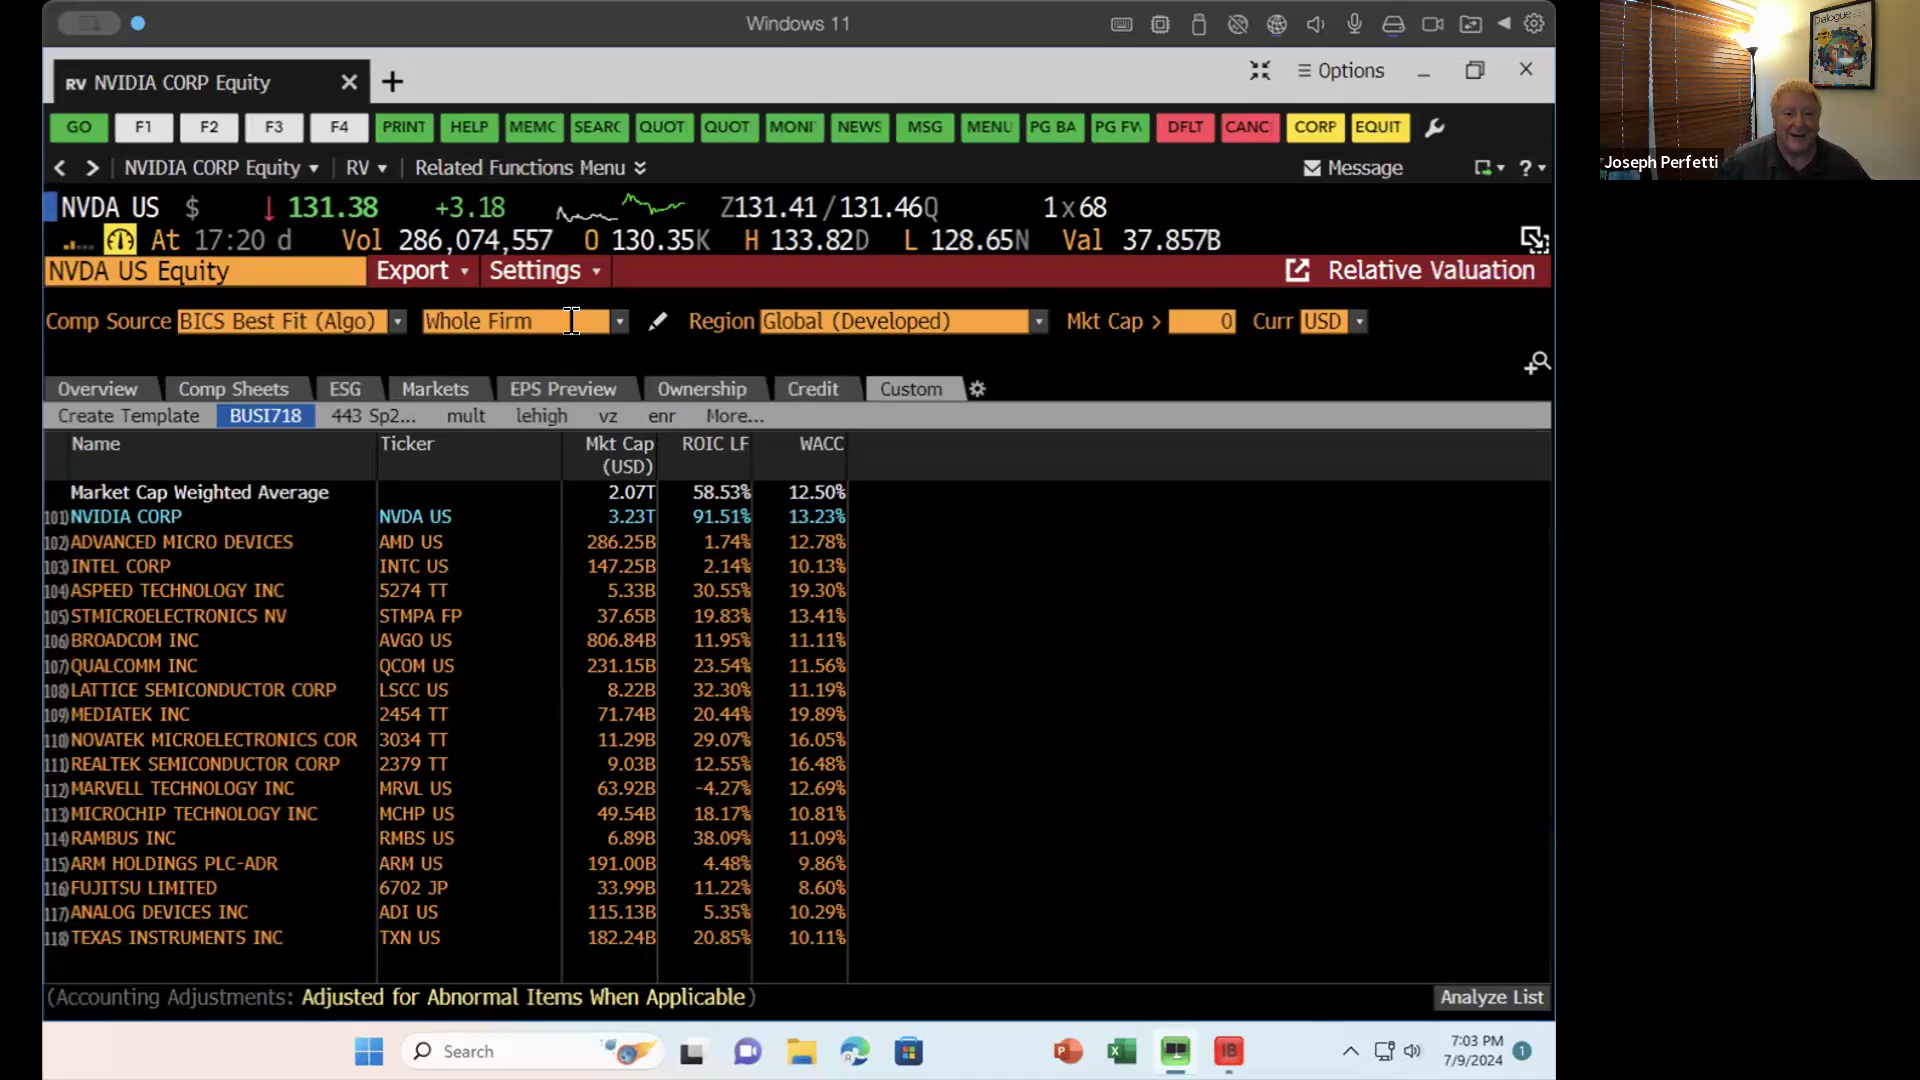 Windows 11
RV NVIDIA CORP Equity
Options
GO F1 F2 F3 F4 PRINT HELP MEMC SEARC QUOT QUOT MONI NEWS MSG MENU PG BA PG FW DFLT CANC CORP EQUIT
NVIDIA CORP Equity RV Related Functions Menu Message ?
NVDA US $ 131.38 +3.18 Z131.41/131.46Q 1x68
At 17:20 d Vol 286,074,557 O 130.35K H 133.82D L 128.65N Val 37.857B
NVDA US Equity Export Settings Relative Valuation
Comp Source BICS Best Fit (Algo) Whole Firm Region Global (Developed) Mkt Cap > 0 Curr USD
Overview Comp Sheets ESG Markets EPS Preview Ownership Credit Custom
Create Template BUSI718 443 Sp2... mult lehigh vz enr More...
Name Ticker Mkt Cap (USD) ROIC LF WACC
Market Cap Weighted Average 2.07T 58.53% 12.50%
101) NVIDIA CORP NVDA US 3.23T 91.51% 13.23%
102) ADVANCED MICRO DEVICES AMD US 286.25B 1.74% 12.78%
103) INTEL CORP INTC US 147.25B 2.14% 10.13%
104) ASPEED TECHNOLOGY INC 5274 TT 5.33B 30.55% 19.30%
105) STMICROELECTRONICS NV STMPA FP 37.65B 19.83% 13.41%
106) BROADCOM INC AVGO US 806.84B 11.95% 11.11%
107) QUALCOMM INC QCOM US 231.15B 23.54% 11.56%
108) LATTICE SEMICONDUCTOR CORP LSCC US 8.22B 32.30% 11.19%
109) MEDIATEK INC 2454 TT 71.74B 20.44% 19.89%
110) NOVATEK MICROELECTRONICS COR 3034 TT 11.29B 29.07% 16.05%
111) REALTEK SEMICONDUCTOR CORP 2379 TT 9.03B 12.55% 16.48%
112) MARVELL TECHNOLOGY INC MRVL US 63.92B -4.27% 12.69%
113) MICROCHIP TECHNOLOGY INC MCHP US 49.54B 18.17% 10.81%
114) RAMBUS INC RMBS US 6.89B 38.09% 11.09%
115) ARM HOLDINGS PLC-ADR ARM US 191.00B 4.48% 9.86%
116) FUJITSU LIMITED 6702 JP 33.99B 11.22% 8.60%
117) ANALOG DEVICES INC ADI US 115.13B 5.35% 10.29%
118) TEXAS INSTRUMENTS INC TXN US 182.24B 20.85% 10.11%
(Accounting Adjustments: Adjusted for Abnormal Items When Applicable) Analyze List
Search
IB
7:03 PM
7/9/2024
1
Dialogue
Joseph Perfetti